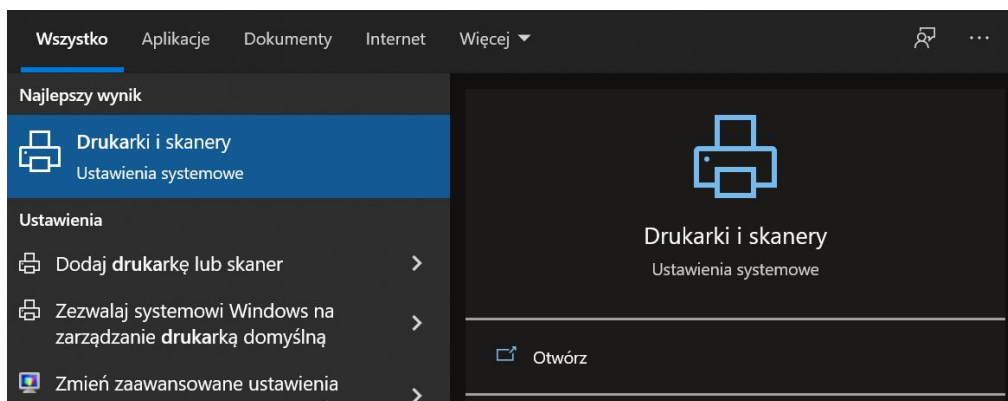 Wszystko Aplikacje Dokumenty Internet Więcej
Najlepszy wynik
Drukarki i skanery
Ustawienia systemowe
Ustawienia
Dodaj drukarkę lub skaner
Zezwalaj systemowi Windows na
zarządzanie drukarką domyślną
Zmień zaawansowane ustawienia
Drukarki i skanery
Ustawienia systemowe
Otwórz